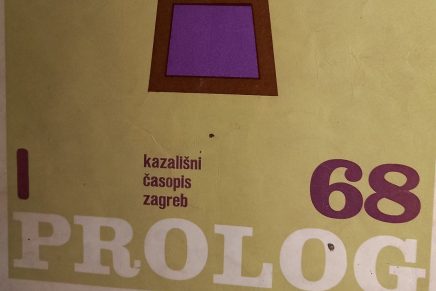 I
kazališni
časopis
zagreb
68
PROLOG